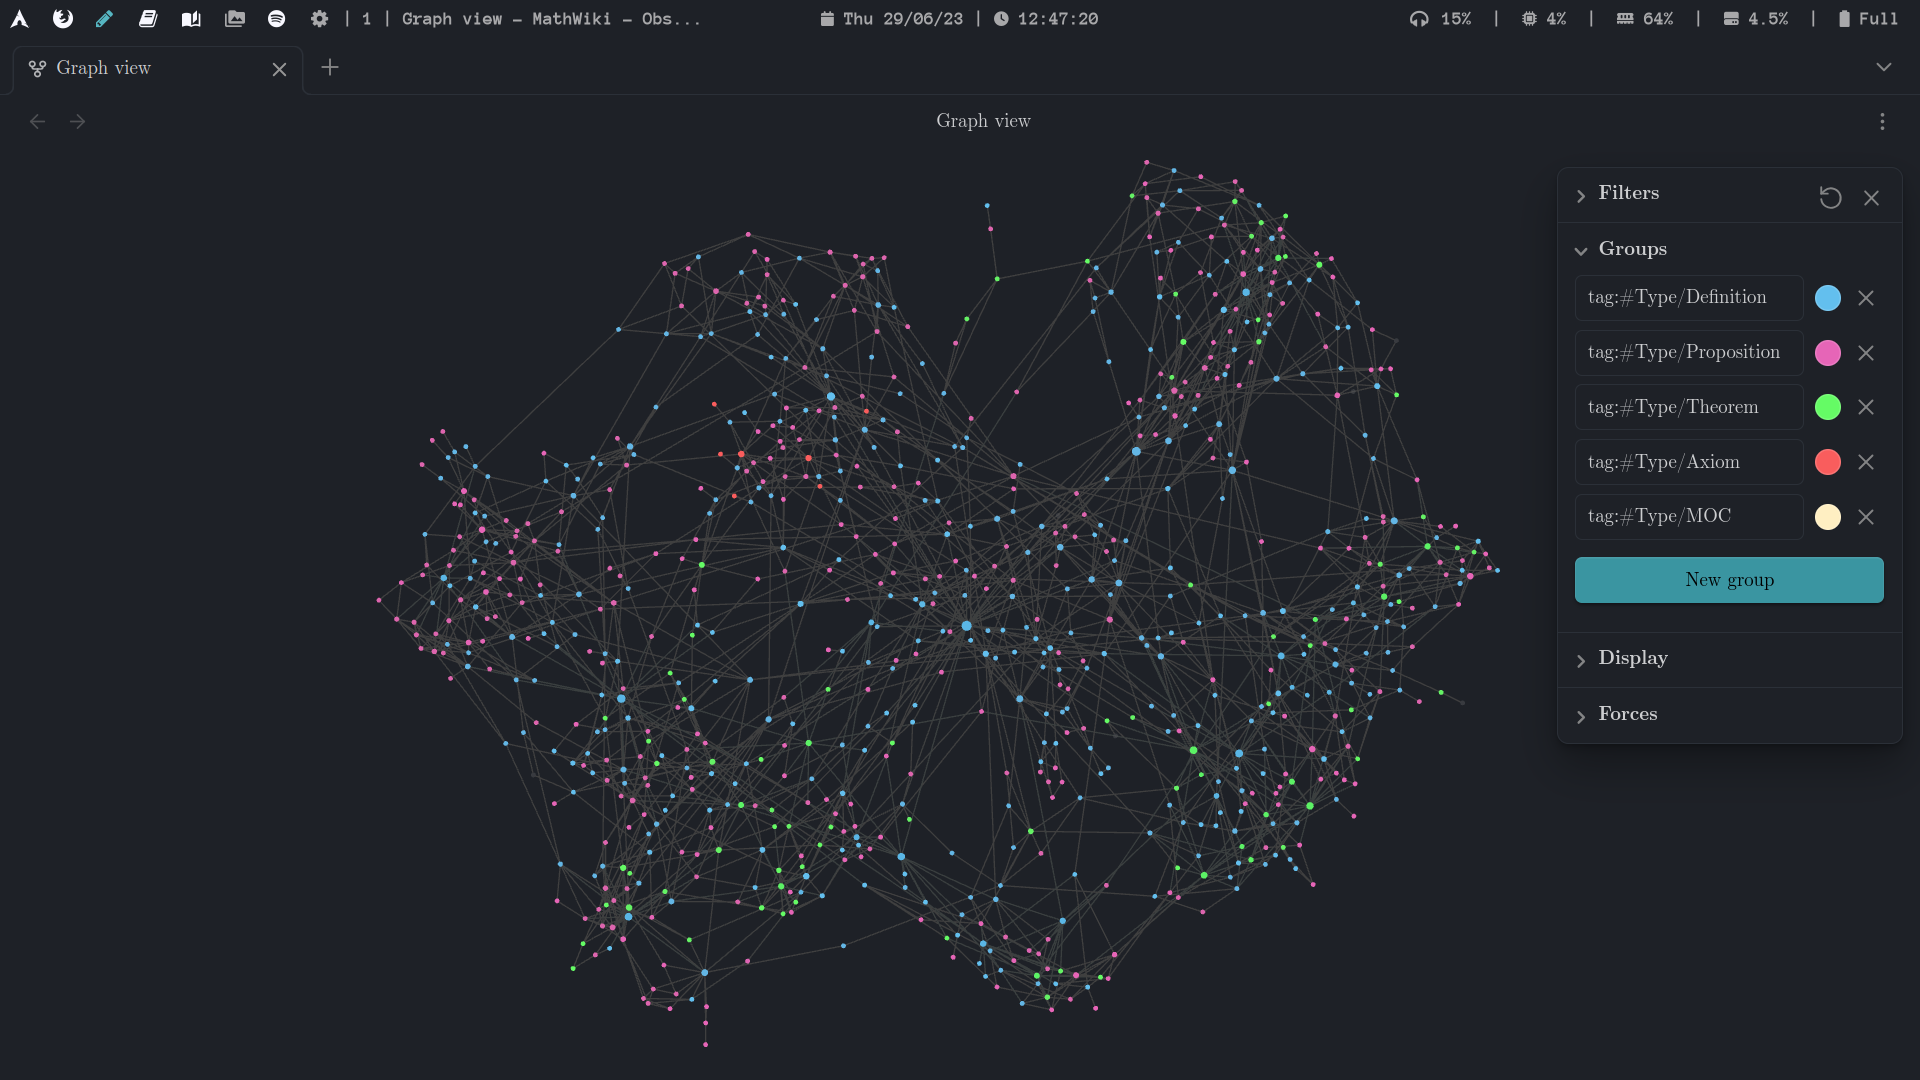 | 1 | Graph view – MathWiki – Obs... Thu 29/06/23 | 12:47:20 15% | 4% | 64% | 4.5% | Full
Graph view
Graph view
Filters
Groups
tag:#Type/Definition
tag:#Type/Proposition
tag:#Type/Theorem
tag:#Type/Axiom
tag:#Type/MOC
New group
Display
Forces